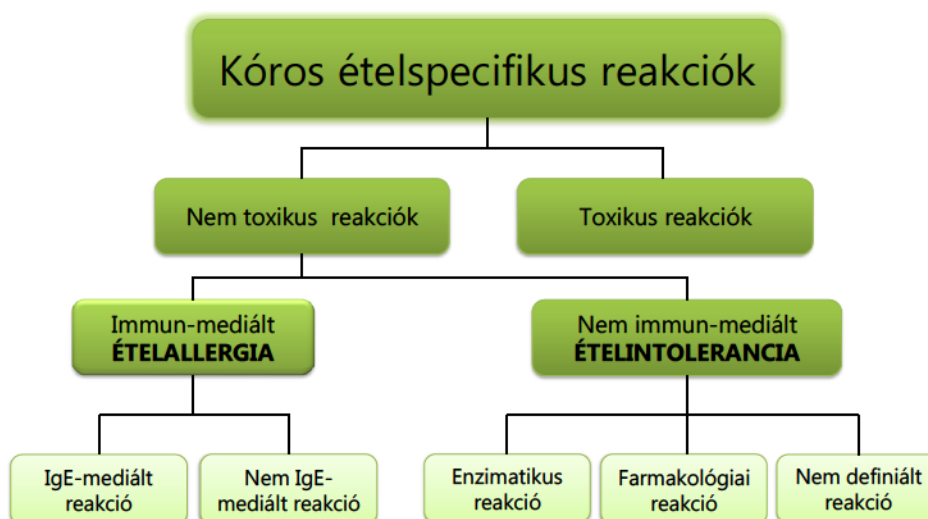 Kóros ételspecifikus reakciók
Nem toxikus reakciók
Toxikus reakciók
Immun-mediált
ÉTELALLERGIA
Nem immun-mediált
ÉTELINTOLERANCIA
IgE-mediált
reakció
Nem IgE-
mediált reakció
Enzimatikus
reakció
Farmakológiai
reakció
Nem definiált
reakció